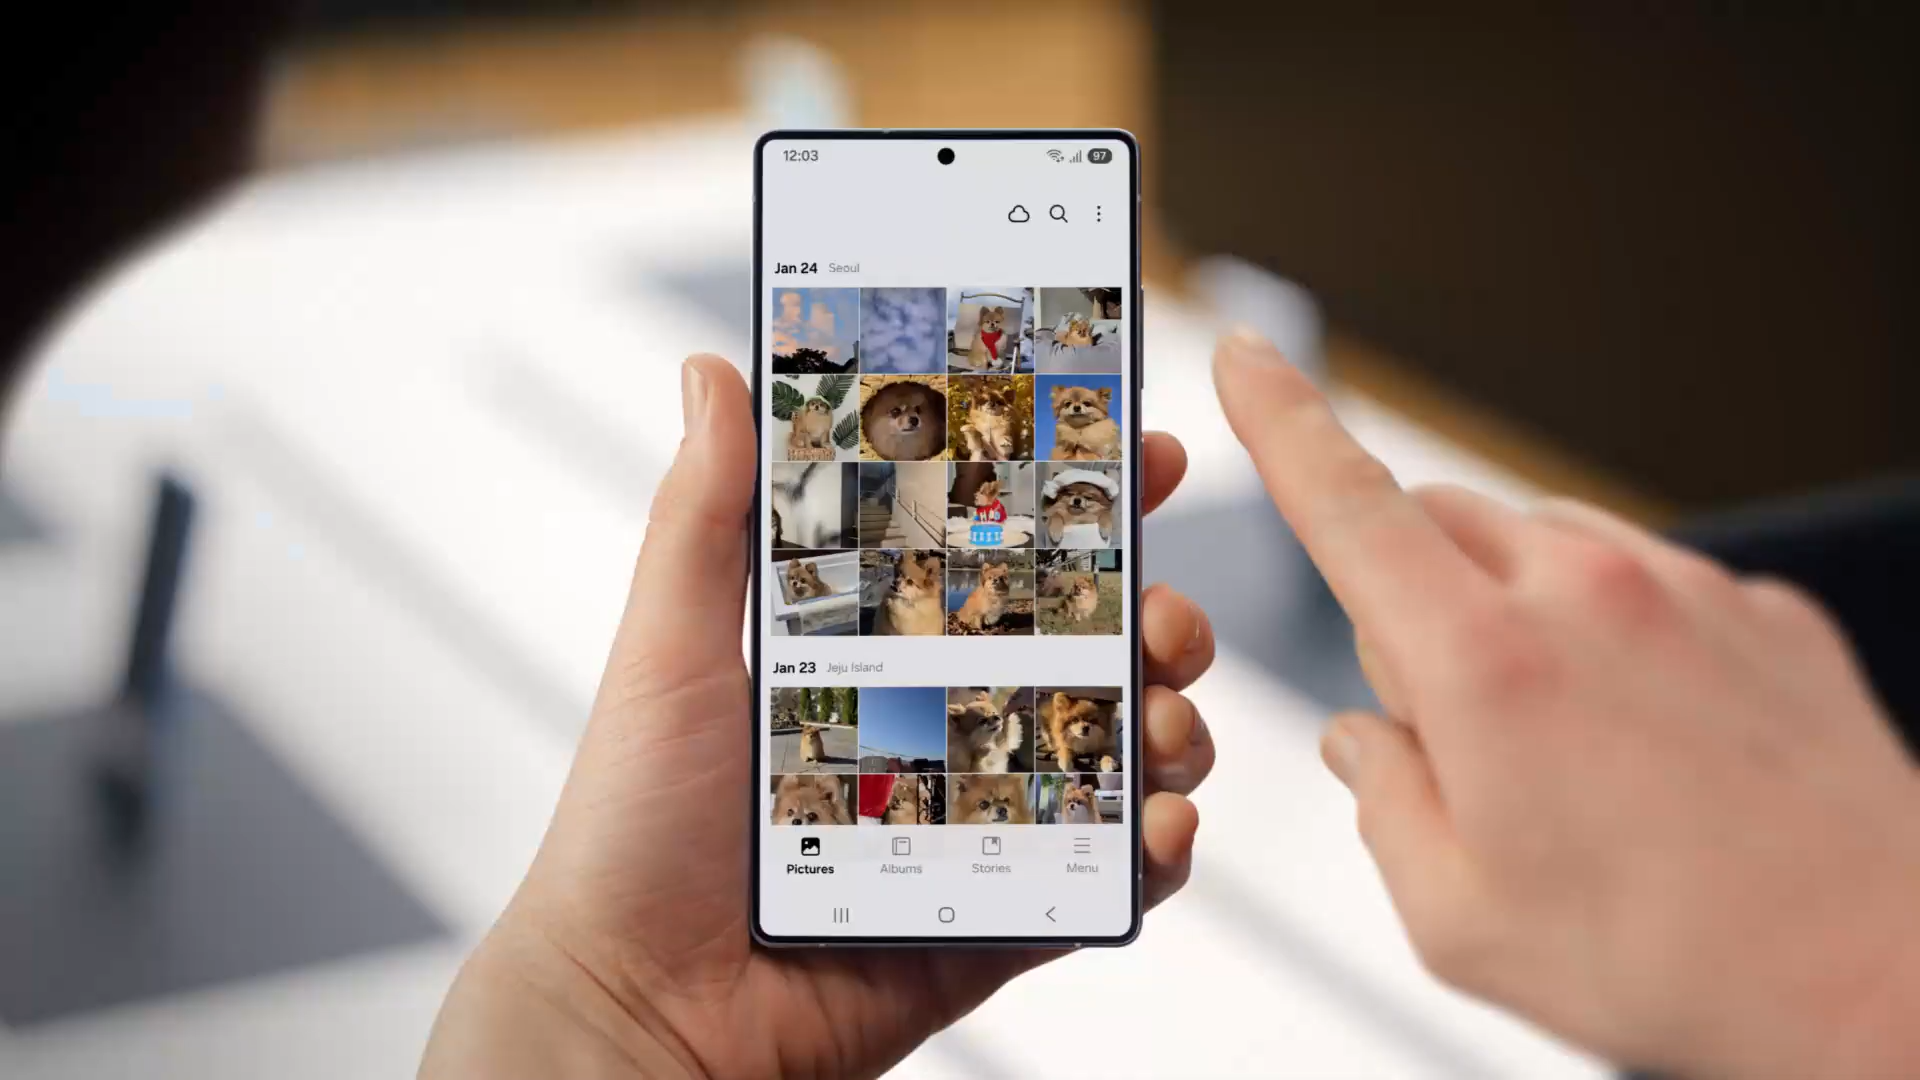 12:03 97
Jan 24 Seoul
Jan 23 Jeju Island
Pictures Albums Stories Menu